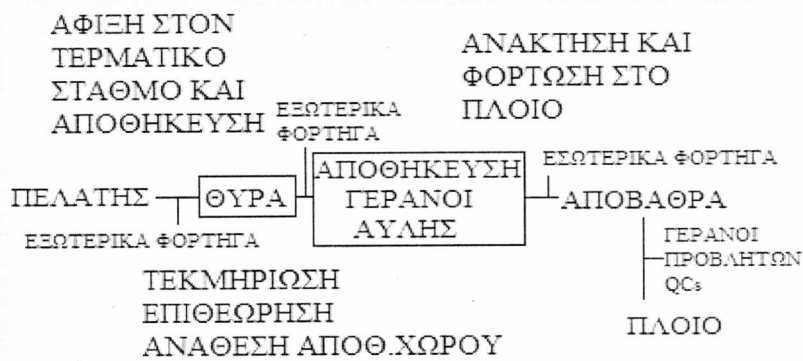 ΑΦΙΞΗ ΣΤΟΝ
ΤΕΡΜΑΤΙΚΟ
ΣΤΑΘΜΟ ΚΑΙ
ΑΠΟΘΗΚΕΥΣΗ
ΑΝΑΚΤΗΣΗ ΚΑΙ
ΦΟΡΤΩΣΗ ΣΤΟ
ΠΛΟΙΟ
ΕΞΩΤΕΡΙΚΑ
ΦΟΡΤΗΓΑ
ΕΣΩΤΕΡΙΚΑ ΦΟΡΤΗΓΑ
ΠΕΛΑΤΗΣ
ΘΥΡΑ
ΑΠΟΘΗΚΕΥΣΗ
ΓΕΡΑΝΟΙ
ΑΥΛΗΣ
ΑΠΟΒΑΘΡΑ
ΕΞΩΤΕΡΙΚΑ ΦΟΡΤΗΓΑ
ΓΕΡΑΝΟΙ
ΠΡΟΒΛΗΤΩΝ
QCs
ΠΛΟΙΟ
ΤΕΚΜΗΡΙΩΣΗ
ΕΠΙΘΕΩΡΗΣΗ
ΑΝΑΘΕΣΗ ΑΠΟΘ.ΧΩΡΟΥ